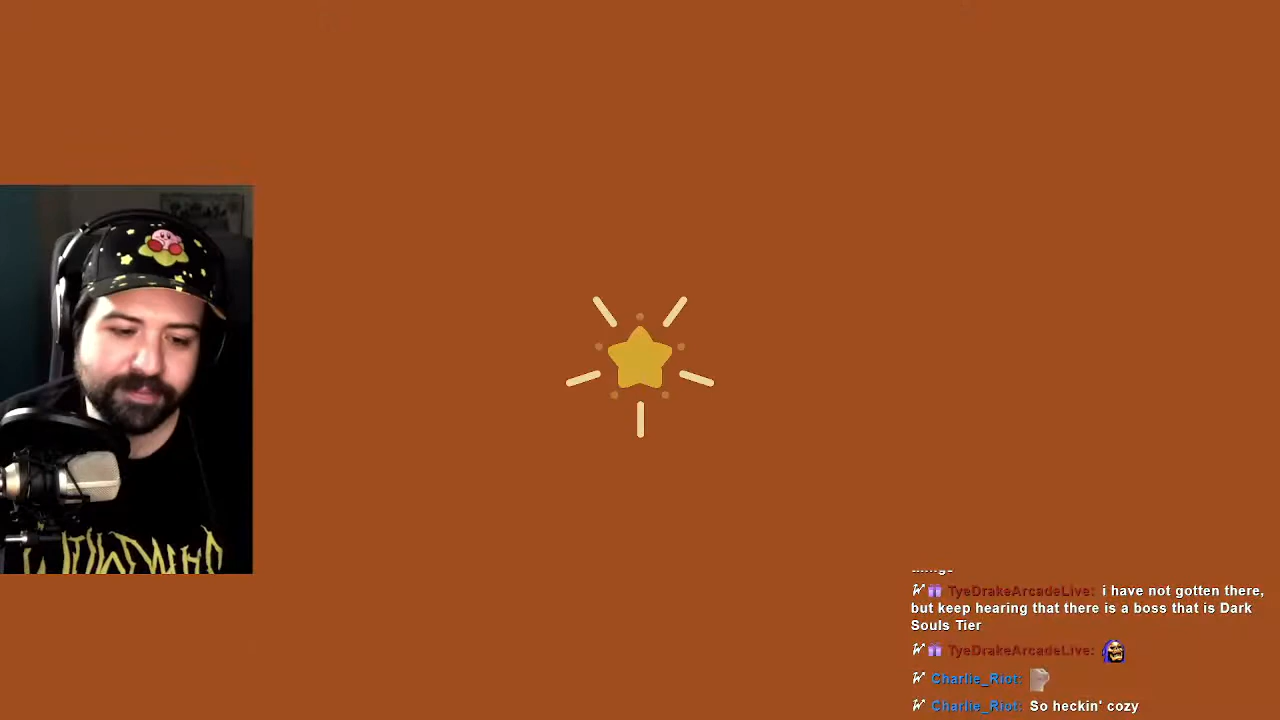 TyeDrakeArcadeLive: i have not gotten there,
but keep hearing that there is a boss that is Dark
Souls Tier
TyeDrakeArcadeLive:
Charlie_Riot:
Charlie_Riot: So heckin' cozy